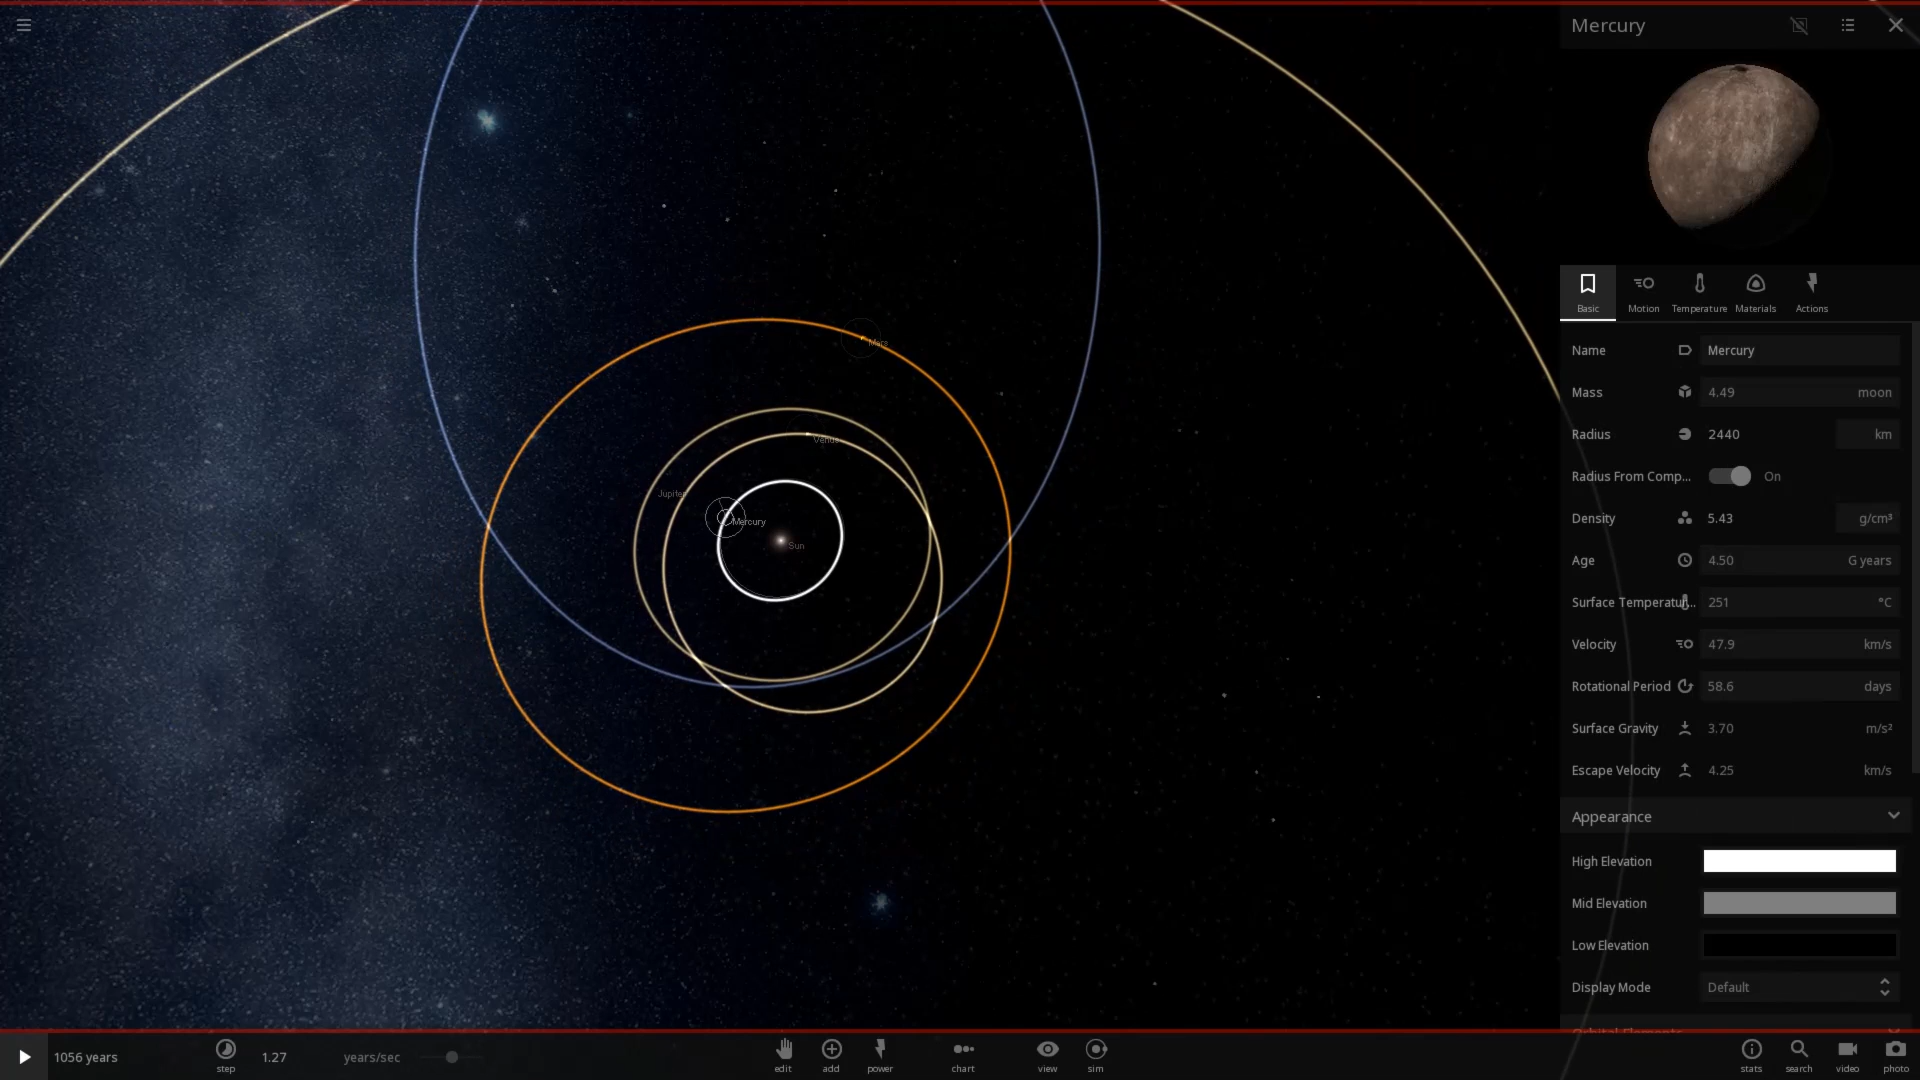 Mercury
Basic
Motion
Temperature
Materials
Actions
Name Mercury
Mass 4.49 moon
Radius 2440 km
Radius From Comp... On
Density 5.43 g/cm³
Age 4.50 G years
Surface Temperatur... 251 °C
Velocity 47.9 km/s
Rotational Period 58.6 days
Surface Gravity 3.70 m/s²
Escape Velocity 4.25 km/s
Appearance
High Elevation
Mid Elevation
Low Elevation
Display Mode Default
Orbital Elements
Mars
Venus
Jupiter
Mercury
Sun
1056 years
step
1.27 years/sec
edit
add
power
chart
view
sim
stats
search
video
photo